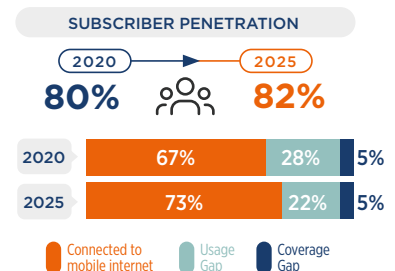 SUBSCRIBER PENETRATION
2020 2025
80% 82%
2020 67% 28% 5%
2025 73% 22% 5%
Connected to mobile internet
Usage Gap
Coverage Gap